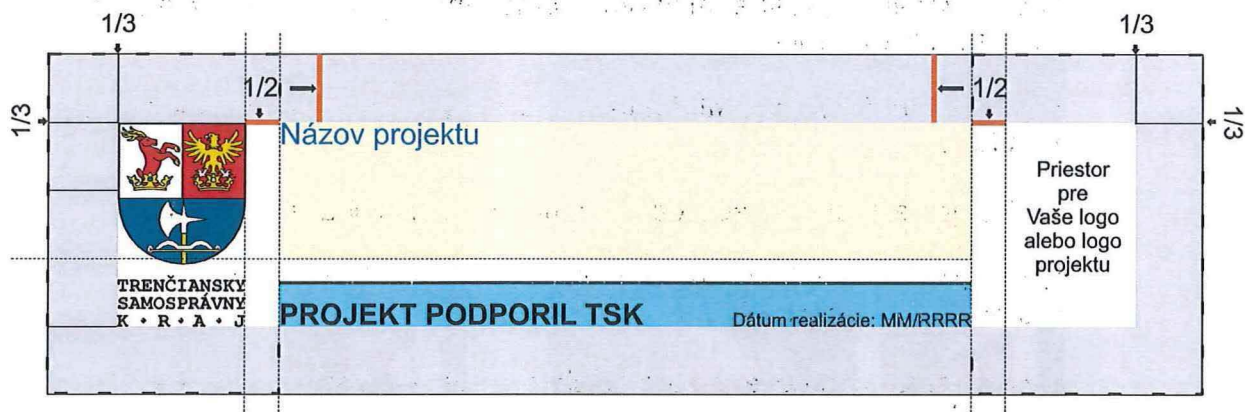 1/3
1/3
1/2
1/2
1/3
1/3
Názov projektu
Priestor
pre
Vaše logo
alebo logo
projektu
TRENČIANSKY
SAMOSPRÁVNY
K • R • A • J
PROJEKT PODPORIL TSK
Dátum realizácie: MM/RRRR